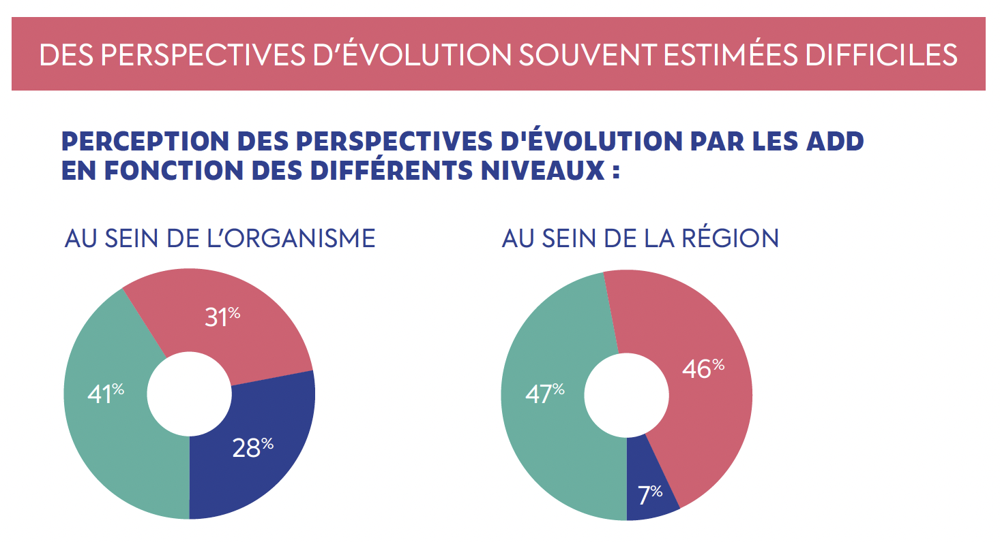 DES PERSPECTIVES D’ÉVOLUTION SOUVENT ESTIMÉES DIFFICILES
PERCEPTION DES PERSPECTIVES D'ÉVOLUTION PAR LES ADD
EN FONCTION DES DIFFÉRENTS NIVEAUX :
AU SEIN DE L’ORGANISME
31%
41%
28%
AU SEIN DE LA RÉGION
46%
47%
7%